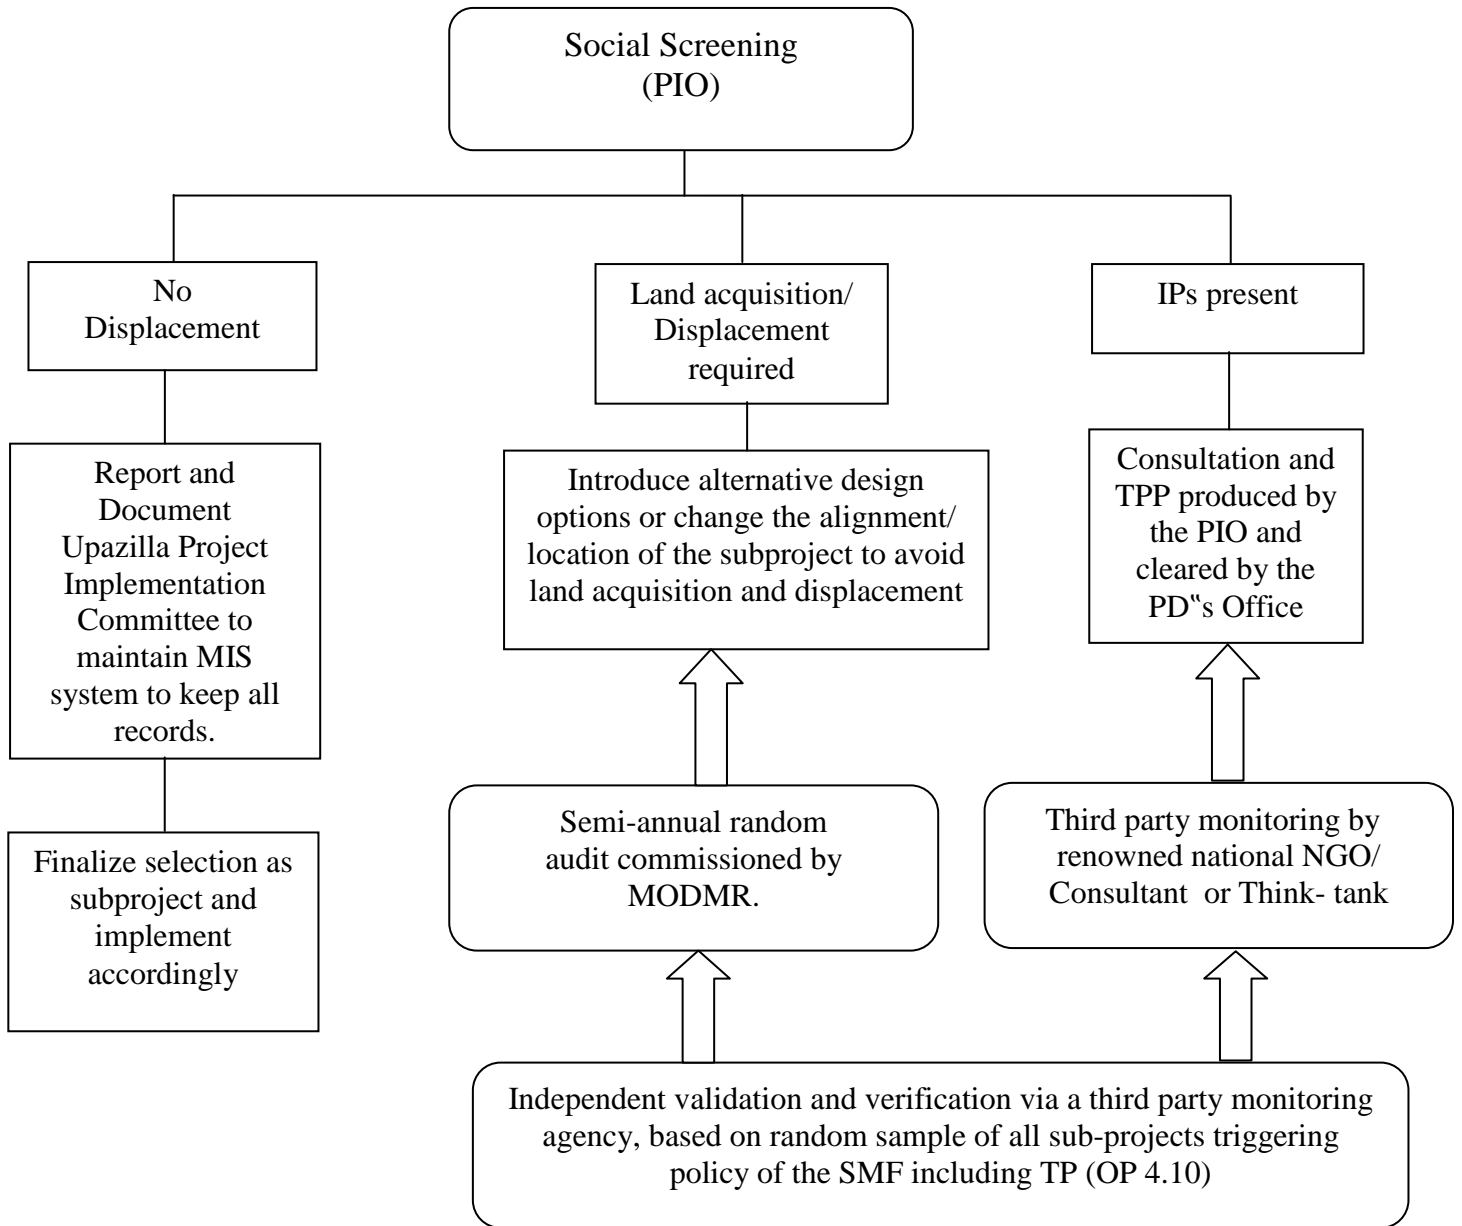 Social Screening
(PIO)
No
Displacement
Land acquisition/
Displacement
required
IPs present
Report and
Document
Upazilla Project
Implementation
Committee to
maintain MIS
system to keep all
records.
Introduce alternative design
options or change the alignment/
location of the subproject to avoid
land acquisition and displacement
Consultation and
TPP produced by
the PIO and
cleared by the
PD‟s Office
Finalize selection as
subproject and
implement
accordingly
Semi-annual random
audit commissioned by
MODMR.
Third party monitoring by
renowned national NGO/
Consultant or Think- tank
Independent validation and verification via a third party monitoring
agency, based on random sample of all sub-projects triggering
policy of the SMF including TP (OP 4.10)